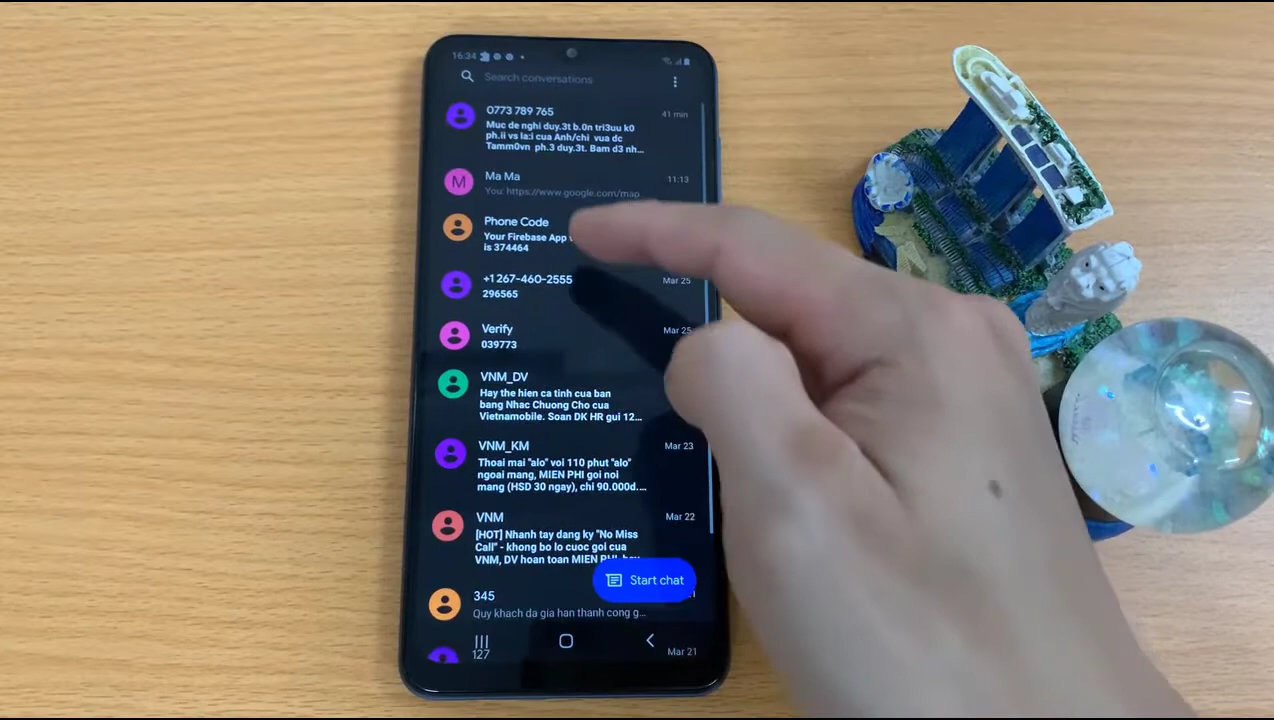 16:34
Search conversations
0773 789 765
41 min
Muc de nghi duy.3t b.0n tri3uu k0
ph.ii vs la:i cua Anh/chi vua dc
Tamm0vn ph.3 duy.3t. Bam d3 nh...
M
Ma Ma
11:13
You: https://www.google.com/map
Phone Code
Your Firebase App
is 374464
+1 267-460-2555
Mar 25
296565
Verify
Mar 25
039773
VNM_DV
Hay the hien ca tinh cua ban
bang Nhac Chuong Cho cua
Vietnamobile. Soan DK HR gui 12...
VNM_KM
Mar 23
Thoai mai "alo" voi 110 phut "alo"
ngoai mang, MIEN PHI goi noi
mang (HSD 30 ngay), chi 90.000d....
VNM
Mar 22
[HOT] Nhanh tay dang ky "No Miss
Call" - khong bo lo cuoc goi cua
VNM, DV hoan toan MIEN PHI
Start chat
345
Quy khach da gia han thanh cong g...
127
Mar 21